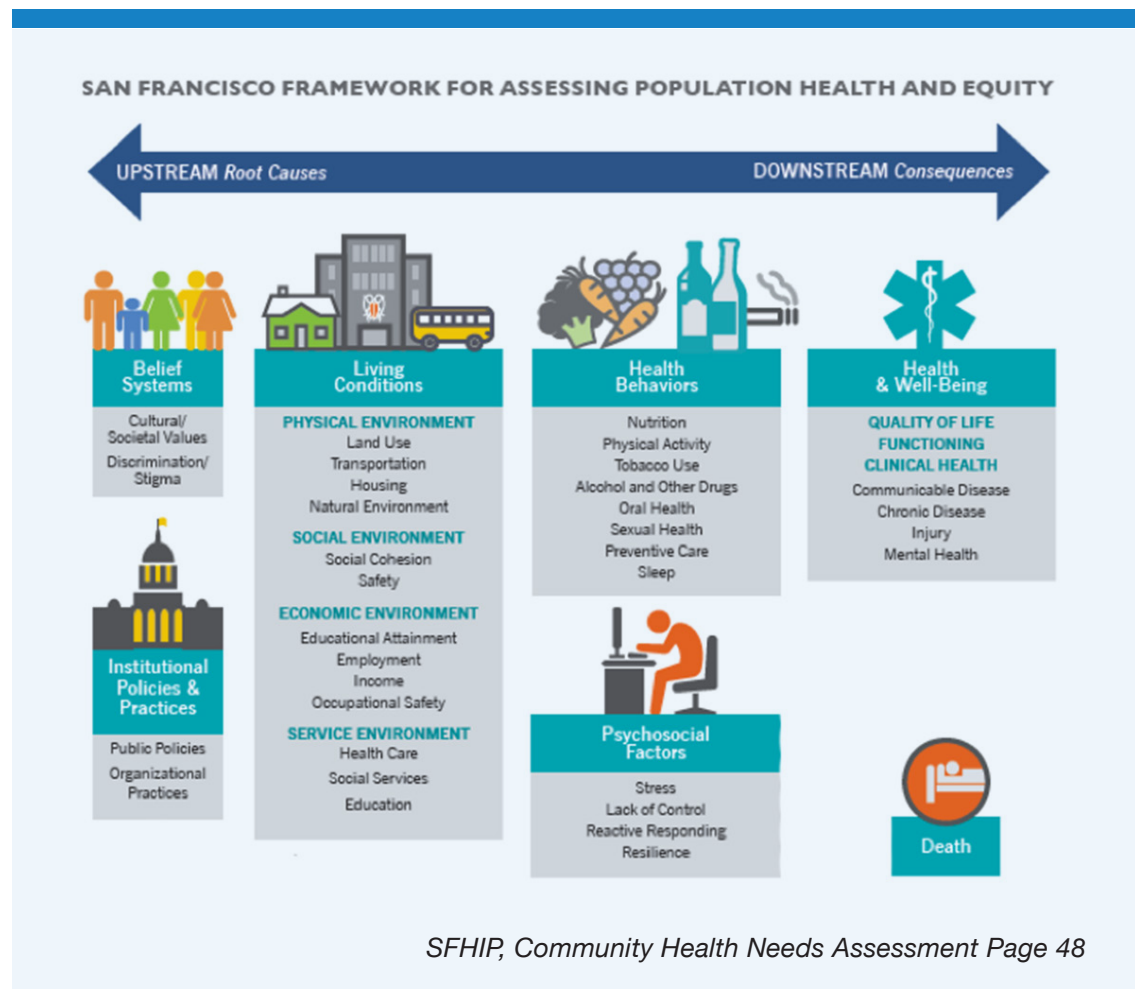 SAN FRANCISCO FRAMEWORK FOR ASSESSING POPULATION HEALTH AND EQUITY
UPSTREAM Root Causes
DOWNSTREAM Consequences
Belief
Systems
Cultural/
Societal Values
Discrimination/
Stigma
Institutional
Policies &
Practices
Public Policies
Organizational
Practices
Living
Conditions
PHYSICAL ENVIRONMENT
Land Use
Transportation
Housing
Natural Environment
SOCIAL ENVIRONMENT
Social Cohesion
Safety
ECONOMIC ENVIRONMENT
Educational Attainment
Employment
Income
Occupational Safety
SERVICE ENVIRONMENT
Health Care
Social Services
Education
Health
Behaviors
Nutrition
Physical Activity
Tobacco Use
Alcohol and Other Drugs
Oral Health
Sexual Health
Preventive Care
Sleep
Psychosocial
Factors
Stress
Lack of Control
Reactive Responding
Resilience
Health
& Well-Being
QUALITY OF LIFE
FUNCTIONING
CLINICAL HEALTH
Communicable Disease
Chronic Disease
Injury
Mental Health
Death
SFHIP, Community Health Needs Assessment Page 48